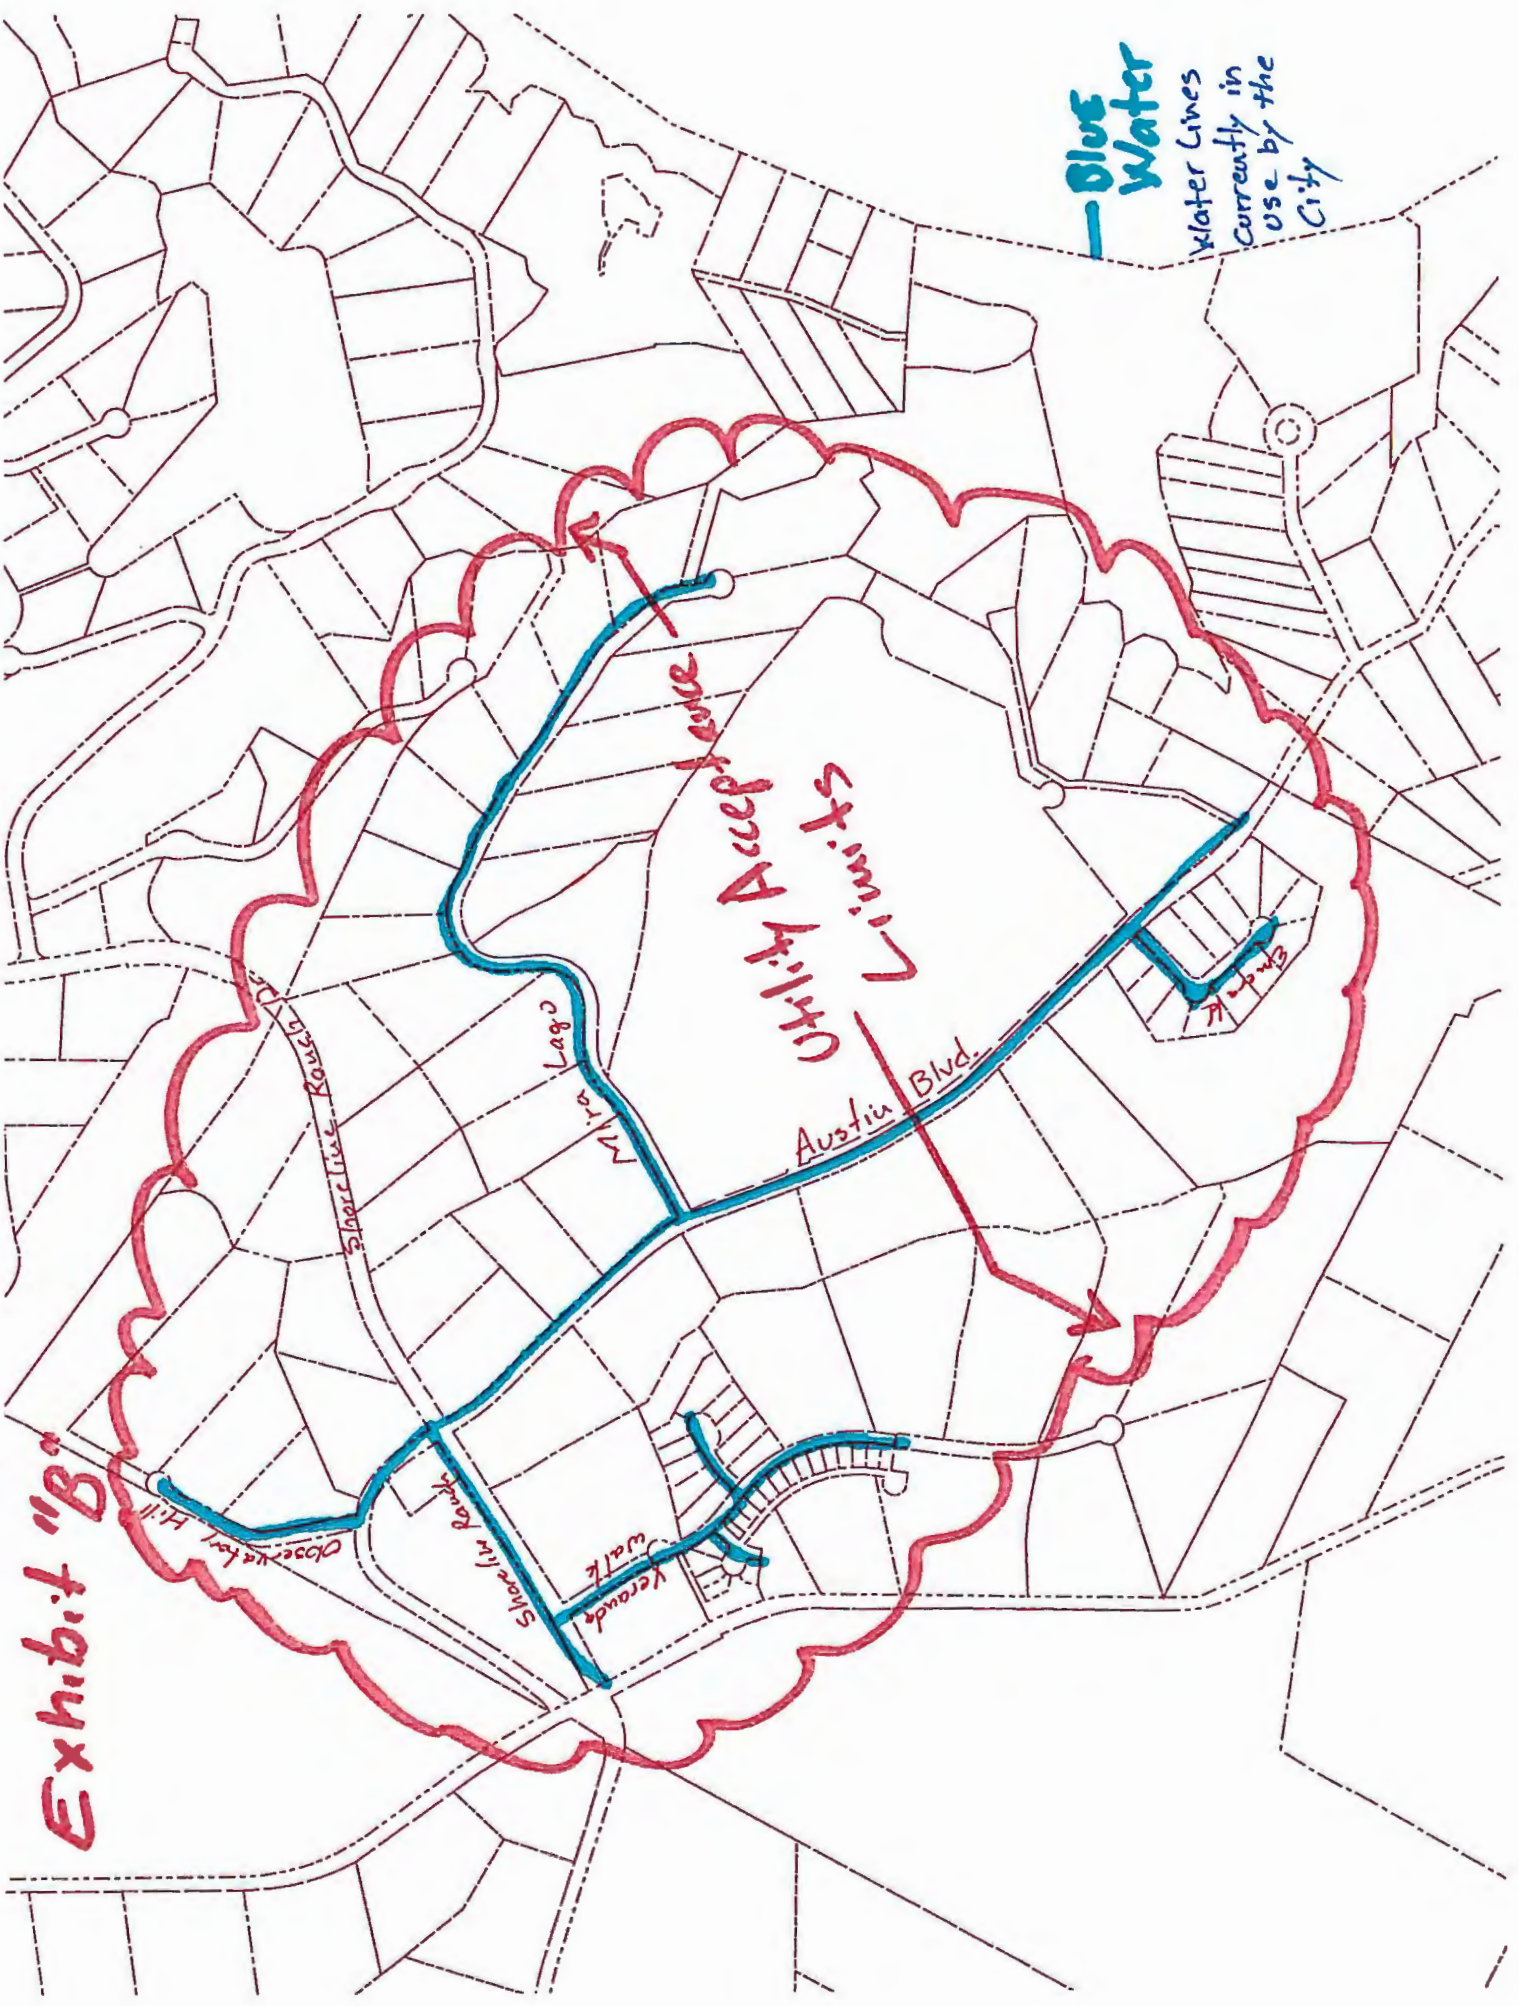 Exhibit "B"
Blue
Water
Water Lines
Currently in
Use by the
City
Utility Acceptance
Limits
Observatory Hill
Shoreline Ranch Dr
Shoreline Ranch
Veranda
Walk
Mira Lago
Austin Blvd.